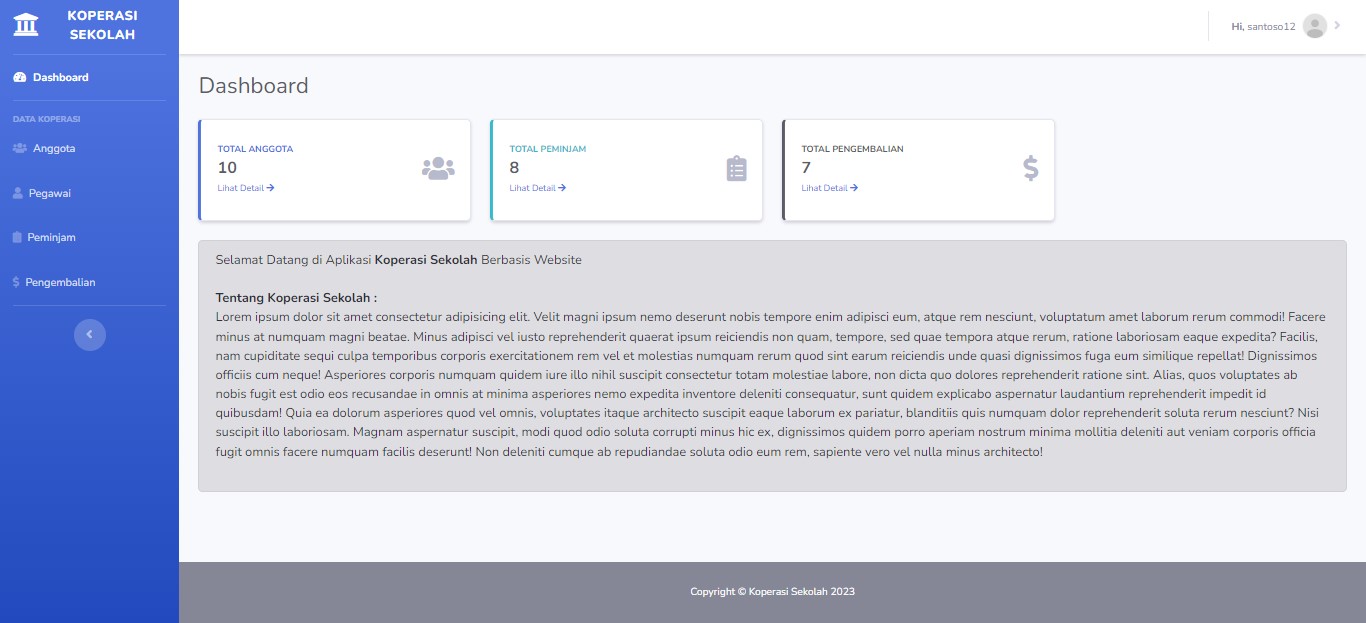 KOPERASI
SEKOLAH
Hi, santoso12
Dashboard
DATA KOPERASI
Anggota
Pegawai
Peminjam
Pengembalian
Dashboard
TOTAL ANGGOTA
10
Lihat Detail
TOTAL PEMINJAM
8
Lihat Detail
TOTAL PENGEMBALIAN
7
Lihat Detail
Selamat Datang di Aplikasi Koperasi Sekolah Berbasis Website
Tentang Koperasi Sekolah :
Lorem ipsum dolor sit amet consectetur adipisicing elit. Velit magni ipsum nemo deserunt nobis tempore enim adipisci eum, atque rem nesciunt, voluptatum amet laborum rerum commodi! Facere
minus at numquam magni beatae. Minus adipisci vel iusto reprehenderit quaerat ipsum reiciendis non quam, tempore, sed quae tempora atque rerum, ratione laboriosam eaque expedita? Facilis,
nam cupiditate sequi culpa temporibus corporis exercitationem rem vel et molestias numquam rerum quod sint earum reiciendis unde quasi dignissimos fuga eum similique repellat! Dignissimos
officiis cum neque! Asperiores corporis numquam quidem iure illo nihil suscipit consectetur totam molestiae labore, non dicta quo dolores reprehenderit ratione sint. Alias, quos voluptates ab
nobis fugit est odio eos recusandae in omnis at minima asperiores nemo expedita inventore deleniti consequatur, sunt quidem explicabo aspernatur laudantium reprehenderit impedit id
quibusdam! Quia ea dolorum asperiores quod vel omnis, voluptates itaque architecto suscipit eaque laborum ex pariatur, blanditiis quis numquam dolor reprehenderit soluta rerum nesciunt? Nisi
suscipit illo laboriosam. Magnam aspernatur suscipit, modi quod odio soluta corrupti minus hic ex, dignissimos quidem porro aperiam nostrum minima mollitia deleniti aut veniam corporis officia
fugit omnis facere numquam facilis deserunt! Non deleniti cumque ab repudiandae soluta odio eum rem, sapiente vero vel nulla minus architecto!
Copyright © Koperasi Sekolah 2023